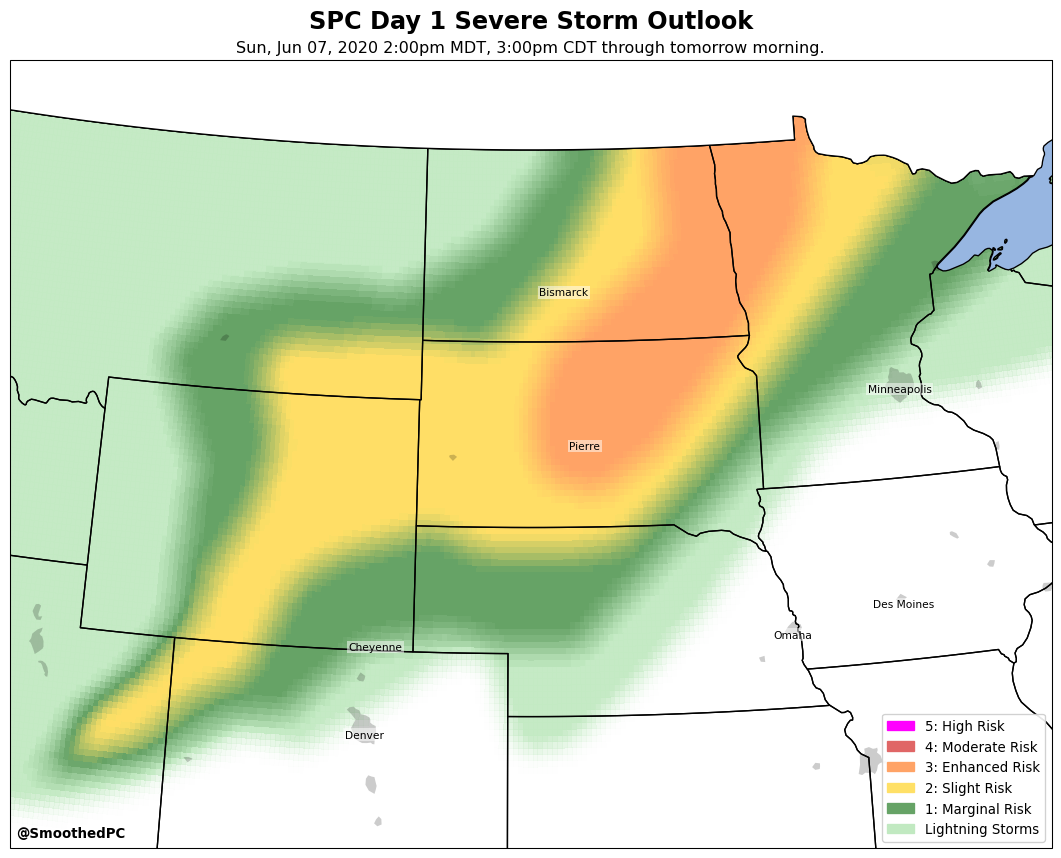 SPC Day 1 Severe Storm Outlook
Sun, Jun 07, 2020 2:00pm MDT, 3:00pm CDT through tomorrow morning.
Bismarck
Minneapolis
Pierre
Des Moines
Omaha
Cheyenne
Denver
5: High Risk
4: Moderate Risk
3: Enhanced Risk
2: Slight Risk
1: Marginal Risk
Lightning Storms
@SmoothedPC